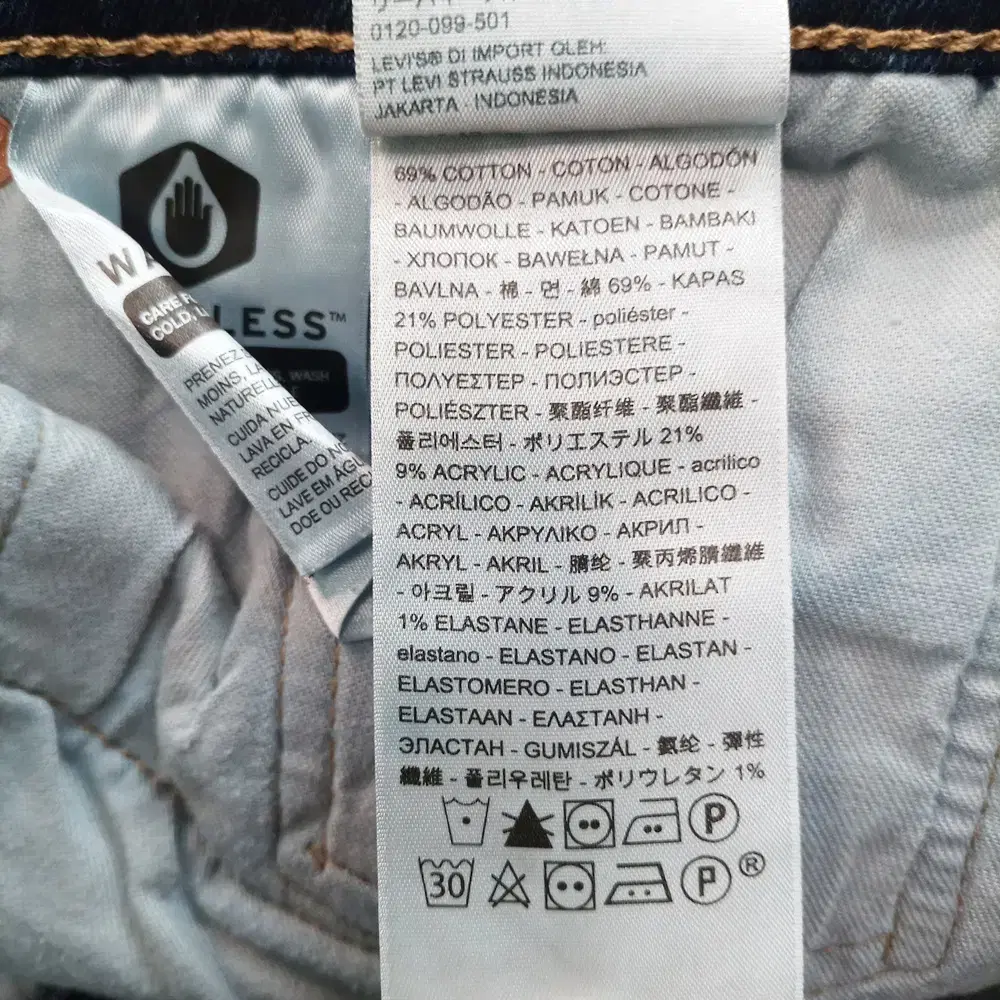 0120-099-501
LEVI'S® DI IMPORT OLEH:
PT LEVI STRAUSS INDONESIA
JAKARTA - INDONESIA
69% COTTON - COTON - ALGODÓN
- ALGODÃO - PAMUK - COTONE -
BAUMWOLLE - KATOEN - BAMBAKI
- ХЛОПОК - BAWEŁNA - PAMUT -
BAVLNA - 棉 - 면 - 綿 69% - KAPAS
21% POLYESTER - poliéster -
POLIESTER - POLIESTERE -
ΠΟΛΥΕΣΤΕΡ - ПОЛИЭСТЕР -
POLIÉSZTER - 聚酯纤维 - 聚酯纖維 -
폴리에스터 - ポリエステル 21%
9% ACRYLIC - ACRYLIQUE - acrilico
- ACRÍLICO - AKRİLİK - ACRILICO -
ACRYL - ΑΚΡΥΛΙΚΟ - АКРИЛ -
AKRYL - AKRIL - 腈纶 - 聚丙烯腈纖維
- 아크릴 - アクリル 9% - AKRILAT
1% ELASTANE - ELASTHANNE -
elastano - ELASTANO - ELASTAN -
ELASTOMERO - ELASTHAN -
ELASTAAN - ΕΛΑΣΤΑΝΗ -
ЭЛАСТАН - GUMISZÁL - 氨纶 - 彈性
纖維 - 폴리우레탄 - ポリウレタン 1%
P
30 P ®
WA
LESS™
WASH
CARE F
COLD, L
PRENEZ
MOINS, LA
NATURELL
CUIDA NUE
LAVA EN FR
RECICLA
CUIDE DO NO
LAVE EM ÁGU
DOE OU REC